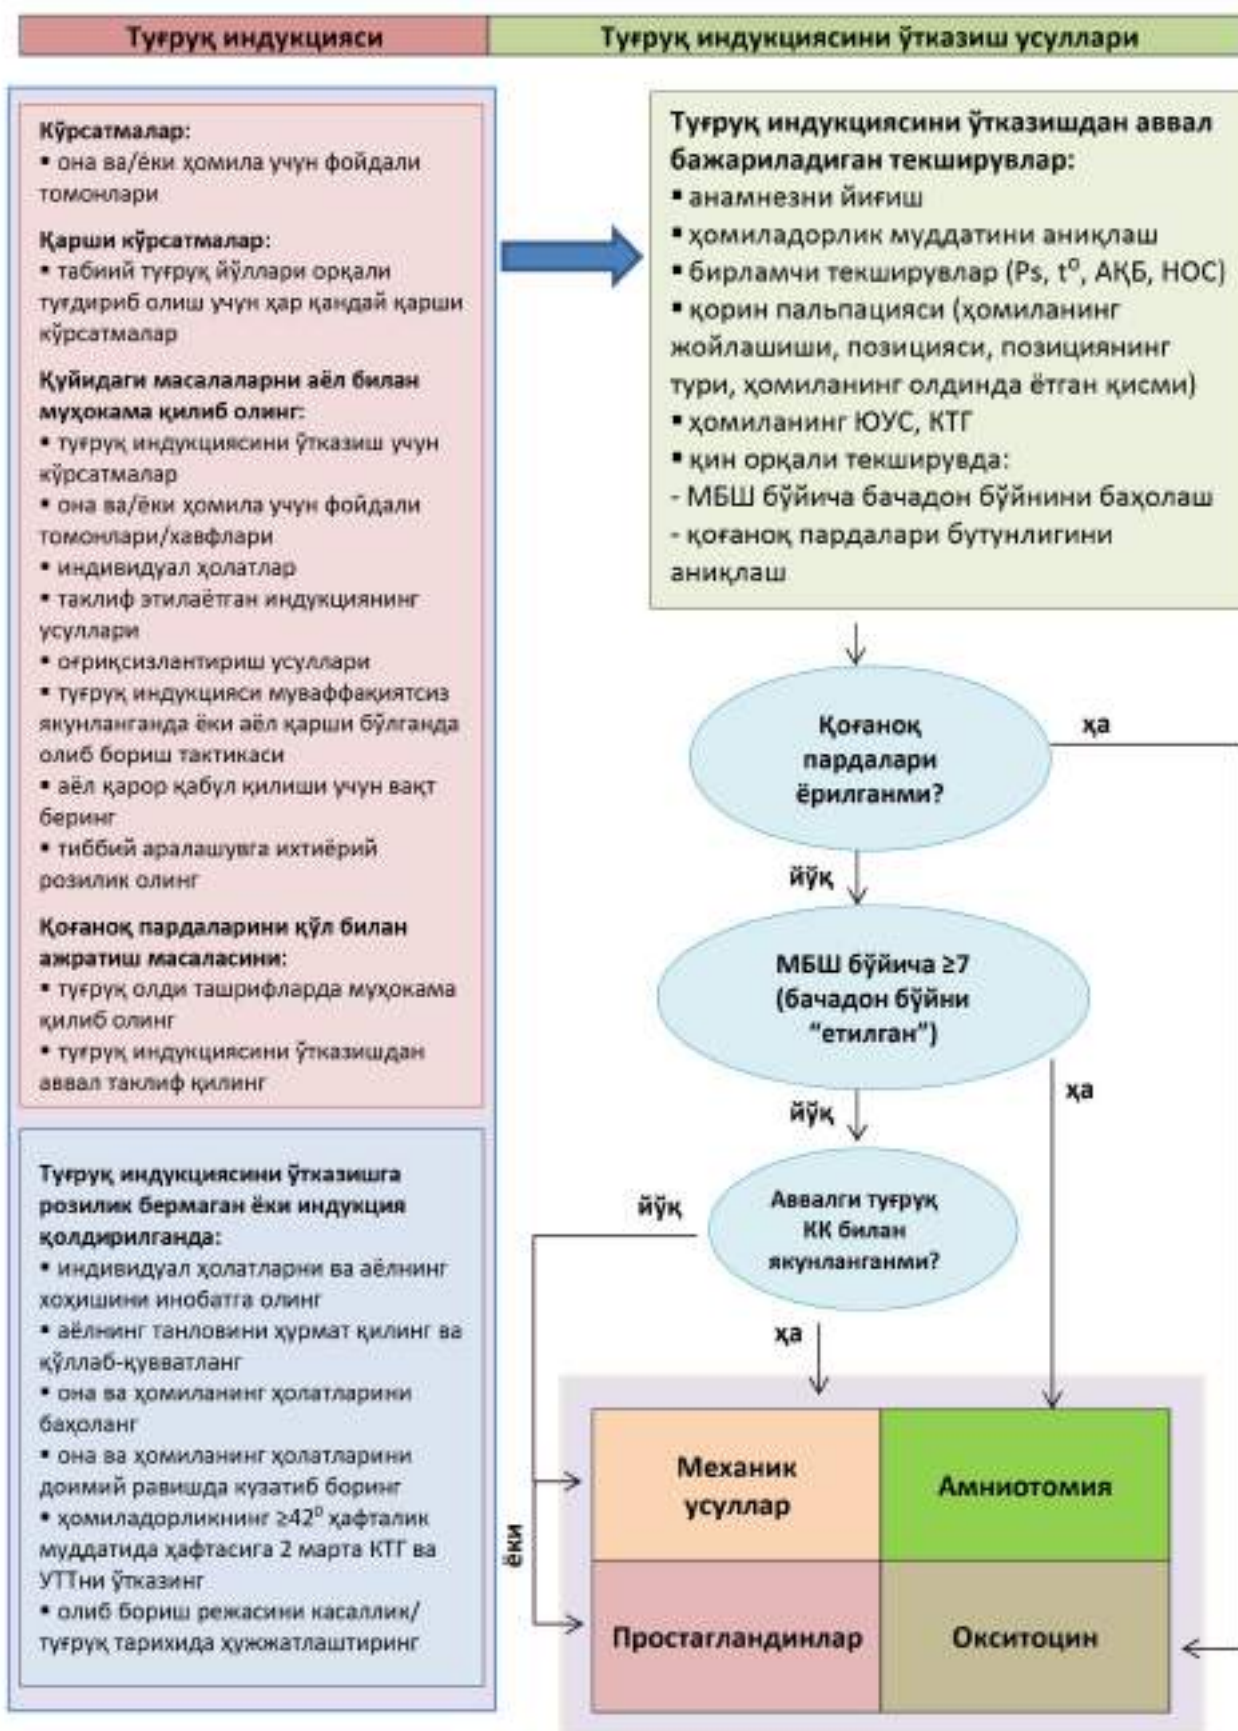 Туғруқ индукцияси
Туғруқ индукциясини ўтказиш усуллари
Кўрсатмалар:
▪ она ва/ёки ҳомила учун фойдали
томонлари
Қарши кўрсатмалар:
▪ табиий туғруқ йўллари орқали
туғдириб олиш учун ҳар қандай қарши
кўрсатмалар
Қуйидаги масалаларни аёл билан
муҳокама қилиб олинг:
▪ туғруқ индукциясини ўтказиш учун
кўрсатмалар
▪ она ва/ёки ҳомила учун фойдали
томонлари/хавфлари
▪ индивидуал ҳолатлар
▪ таклиф этилаётган индукциянинг
усуллари
▪ оғриқсизлантириш усуллари
▪ туғруқ индукцияси муваффақиятсиз
якунланганда ёки аёл қарши бўлганда
олиб бориш тактикаси
▪ аёл қарор қабул қилиши учун вақт
беринг
▪ тиббий аралашувга ихтиёрий
розилик олинг
Қоғаноқ пардаларини қўл билан
ажратиш масаласини:
▪ туғруқ олди ташрифларда муҳокама
қилиб олинг
▪ туғруқ индукциясини ўтказишдан
аввал таклиф қилинг
Туғруқ индукциясини ўтказишга
розилик бермаган ёки индукция
қолдирилганда:
▪ индивидуал ҳолатларни ва аёлнинг
хоҳишини инобатга олинг
▪ аёлнинг танловини ҳурмат қилинг ва
қўллаб-қувватланг
▪ она ва ҳомиланинг ҳолатларини
баҳоланг
▪ она ва ҳомиланинг ҳолатларини
доимий равишда кузатиб боринг
▪ ҳомиладорликнинг ≥42⁰ ҳафталик
муддатида ҳафтасига 2 марта КТГ ва
УТТни ўтказинг
▪ олиб бориш режасини касаллик/
туғруқ тарихида ҳужжатлаштиринг
Туғруқ индукциясини ўтказишдан аввал
бажариладиган текширувлар:
▪ анамнезни йиғиш
▪ ҳомиладорлик муддатини аниқлаш
▪ бирламчи текширувлар (Ps, t⁰, АҚБ, НОС)
▪ қорин пальпацияси (ҳомиланинг
жойлашиши, позицияси, позициянинг
тури, ҳомиланинг олдинда ётган қисми)
▪ ҳомиланинг ЮУС, КТГ
▪ қин орқали текширувда:
- МБШ бўйича бачадон бўйнини баҳолаш
- қоғаноқ пардалари бутунлигини
аниқлаш
Қоғаноқ
пардалари
ёрилганми?
ҳа
йўқ
МБШ бўйича ≥7
(бачадон бўйни
“етилган”)
ҳа
йўқ
Аввалги туғруқ
КК билан
якунланганми?
йўқ
ҳа
ёки
Механик
усуллар
Амниотомия
Простагландинлар
Окситоцин